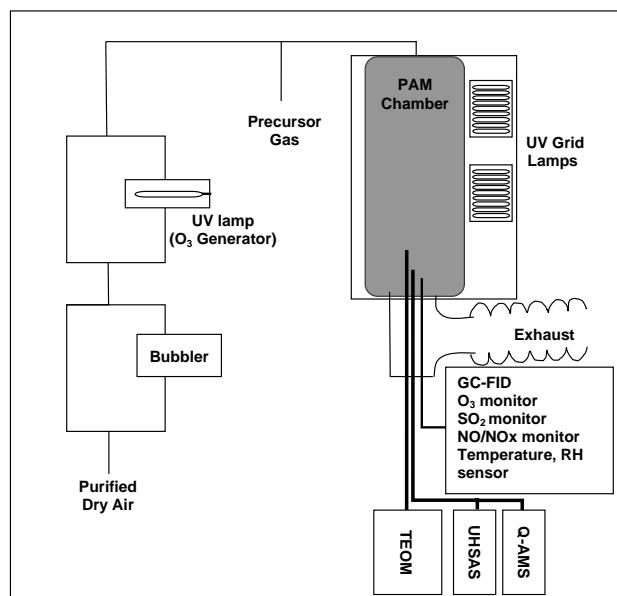 PAM
Chamber
Precursor
Gas
UV Grid
Lamps
UV lamp
(O₃ Generator)
Bubbler
Exhaust
Purified
Dry Air
GC-FID
O₃ monitor
SO₂ monitor
NO/NOx monitor
Temperature, RH
sensor
TEOM
UHSAS
Q-AMS